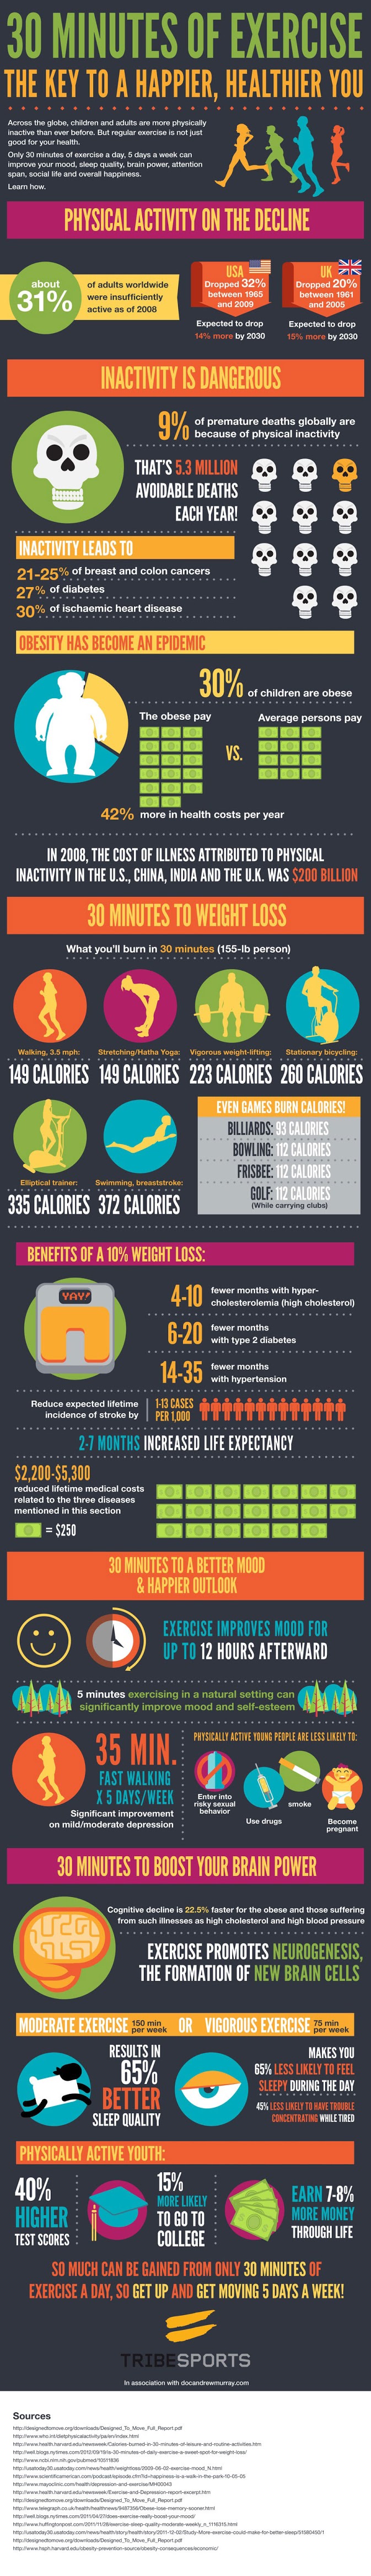 30 MINUTES OF EXERCISE
THE KEY TO A HAPPIER, HEALTHIER YOU
Across the globe, children and adults are more physically
inactive than ever before. But regular exercise is not just
good for your health.
Only 30 minutes of exercise a day, 5 days a week can
improve your mood, sleep quality, brain power, attention
span, social life and overall happiness.
Learn how.
PHYSICAL ACTIVITY ON THE DECLINE
about
31%
of adults worldwide
were insufficiently
active as of 2008
USA
Dropped 32%
between 1965
and 2009
Expected to drop
14% more by 2030
UK
Dropped 20%
between 1961
and 2005
Expected to drop
15% more by 2030
INACTIVITY IS DANGEROUS
9% of premature deaths globally are
because of physical inactivity
THAT'S 5.3 MILLION
AVOIDABLE DEATHS
EACH YEAR!
INACTIVITY LEADS TO
21-25% of breast and colon cancers
27% of diabetes
30% of ischaemic heart disease
OBESITY HAS BECOME AN EPIDEMIC
30% of children are obese
The obese pay
VS.
Average persons pay
42% more in health costs per year
IN 2008, THE COST OF ILLNESS ATTRIBUTED TO PHYSICAL
INACTIVITY IN THE U.S., CHINA, INDIA AND THE U.K. WAS $200 BILLION
30 MINUTES TO WEIGHT LOSS
What you'll burn in 30 minutes (155-lb person)
Walking, 3.5 mph:
149 CALORIES
Stretching/Hatha Yoga:
149 CALORIES
Vigorous weight-lifting:
223 CALORIES
Stationary bicycling:
260 CALORIES
Elliptical trainer:
335 CALORIES
Swimming, breaststroke:
372 CALORIES
EVEN GAMES BURN CALORIES!
BILLIARDS: 93 CALORIES
BOWLING: 112 CALORIES
FRISBEE: 112 CALORIES
GOLF: 112 CALORIES
(While carrying clubs)
BENEFITS OF A 10% WEIGHT LOSS:
YAY!
4-10 fewer months with hyper-
cholesterolemia (high cholesterol)
6-20 fewer months
with type 2 diabetes
14-35 fewer months
with hypertension
Reduce expected lifetime
incidence of stroke by
1-13 CASES
PER 1,000
2-7 MONTHS INCREASED LIFE EXPECTANCY
$2,200-$5,300
reduced lifetime medical costs
related to the three diseases
mentioned in this section
= $250
30 MINUTES TO A BETTER MOOD
& HAPPIER OUTLOOK
EXERCISE IMPROVES MOOD FOR
UP TO 12 HOURS AFTERWARD
5 minutes exercising in a natural setting can
significantly improve mood and self-esteem
35 MIN.
FAST WALKING
X 5 DAYS/WEEK
Significant improvement
on mild/moderate depression
PHYSICALLY ACTIVE YOUNG PEOPLE ARE LESS LIKELY TO:
Enter into
risky sexual
behavior
Use drugs
smoke
Become
pregnant
30 MINUTES TO BOOST YOUR BRAIN POWER
Cognitive decline is 22.5% faster for the obese and those suffering
from such illnesses as high cholesterol and high blood pressure
EXERCISE PROMOTES NEUROGENESIS,
THE FORMATION OF NEW BRAIN CELLS
MODERATE EXERCISE 150 min per week OR VIGOROUS EXERCISE 75 min per week
RESULTS IN
65%
BETTER
SLEEP QUALITY
MAKES YOU
65% LESS LIKELY TO FEEL
SLEEPY DURING THE DAY
45% LESS LIKELY TO HAVE TROUBLE
CONCENTRATING WHILE TIRED
PHYSICALLY ACTIVE YOUTH:
40%
HIGHER
TEST SCORES
15%
MORE LIKELY
TO GO TO
COLLEGE
EARN 7-8%
MORE MONEY
THROUGH LIFE
SO MUCH CAN BE GAINED FROM ONLY 30 MINUTES OF
EXERCISE A DAY, SO GET UP AND GET MOVING 5 DAYS A WEEK!
TRIBESPORTS
In association with docandrewmurray.com
Sources
http://designedtomove.org/downloads/Designed_To_Move_Full_Report.pdf
http://www.who.int/dietphysicalactivity/pa/en/index.html
http://www.health.harvard.edu/newsweek/Calories-burned-in-30-minutes-of-leisure-and-routine-activities.htm
http://well.blogs.nytimes.com/2012/09/19/is-30-minutes-of-daily-exercise-a-sweet-spot-for-weight-loss/
http://www.ncbi.nlm.nih.gov/pubmed/10511836
http://usatoday30.usatoday.com/news/health/weightloss/2009-06-02-exercise-mood_N.html
http://www.scientificamerican.com/podcast/episode.cfm?id=happiness-is-a-walk-in-the-park-10-05-05
http://www.mayoclinic.com/health/depression-and-exercise/MH00043
http://www.health.harvard.edu/newsweek/Exercise-and-Depression-report-excerpt.htm
http://designedtomove.org/downloads/Designed_To_Move_Full_Report.pdf
http://www.telegraph.co.uk/health/healthnews/9487356/Obese-lose-memory-sooner.html
http://well.blogs.nytimes.com/2011/04/27/does-exercise-really-boost-your-mood/
http://www.huffingtonpost.com/2011/11/28/exercise-sleep-quality-moderate-weekly_n_1116315.html
http://designedtomove.org/downloads/Designed_To_Move_Full_Report.pdf
http://www.hsph.harvard.edu/obesity-prevention-source/obesity-consequences/economic/